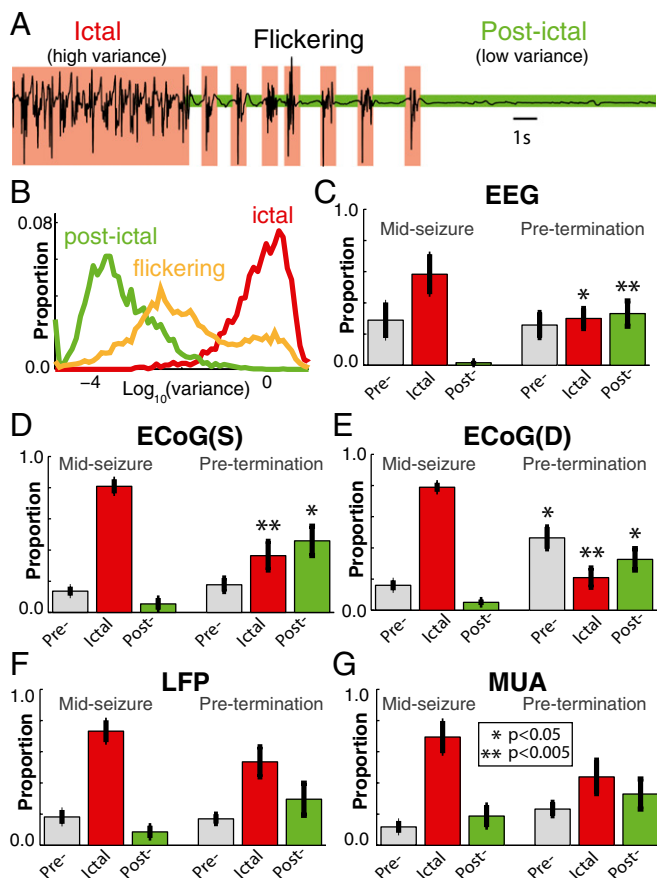 A
Ictal
(high variance)
Flickering
Post-ictal
(low variance)
1s
B
0.08
Proportion
0.0
post-ictal
flickering
ictal
−4
0
Log10(variance)
C
EEG
1.0
Proportion
0.0
Mid-seizure
Pre-termination
*
**
Pre-
Ictal
Post-
Pre-
Ictal
Post-
D
ECoG(S)
1.0
Proportion
0.0
Mid-seizure
Pre-termination
**
*
Pre-
Ictal
Post-
Pre-
Ictal
Post-
E
ECoG(D)
1.0
Proportion
0.0
Mid-seizure
Pre-termination
*
**
*
Pre-
Ictal
Post-
Pre-
Ictal
Post-
F
LFP
1.0
Proportion
0.0
Mid-seizure
Pre-termination
Pre-
Ictal
Post-
Pre-
Ictal
Post-
G
MUA
1.0
Proportion
0.0
Mid-seizure
Pre-termination
* p<0.05
** p<0.005
Pre-
Ictal
Post-
Pre-
Ictal
Post-